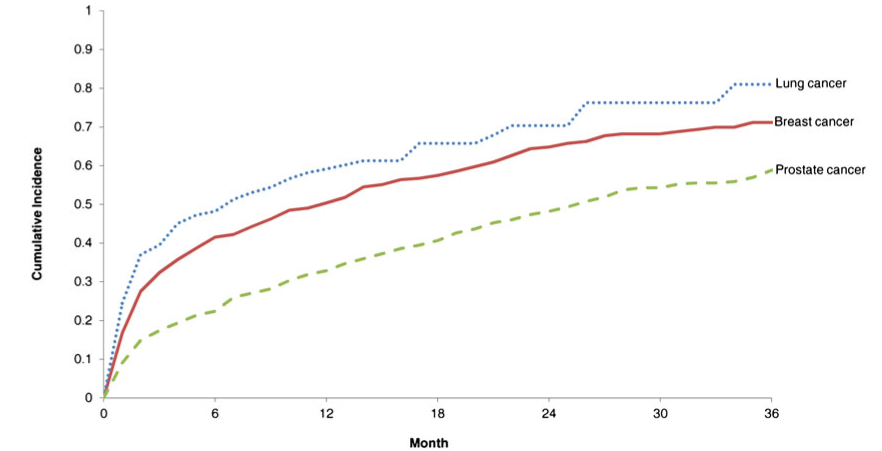 1
0.9
0.8
0.7
0.6
0.5
0.4
0.3
0.2
0.1
0
Cumulative Incidence
Lung cancer
Breast cancer
Prostate cancer
0 6 12 18 24 30 36
Month